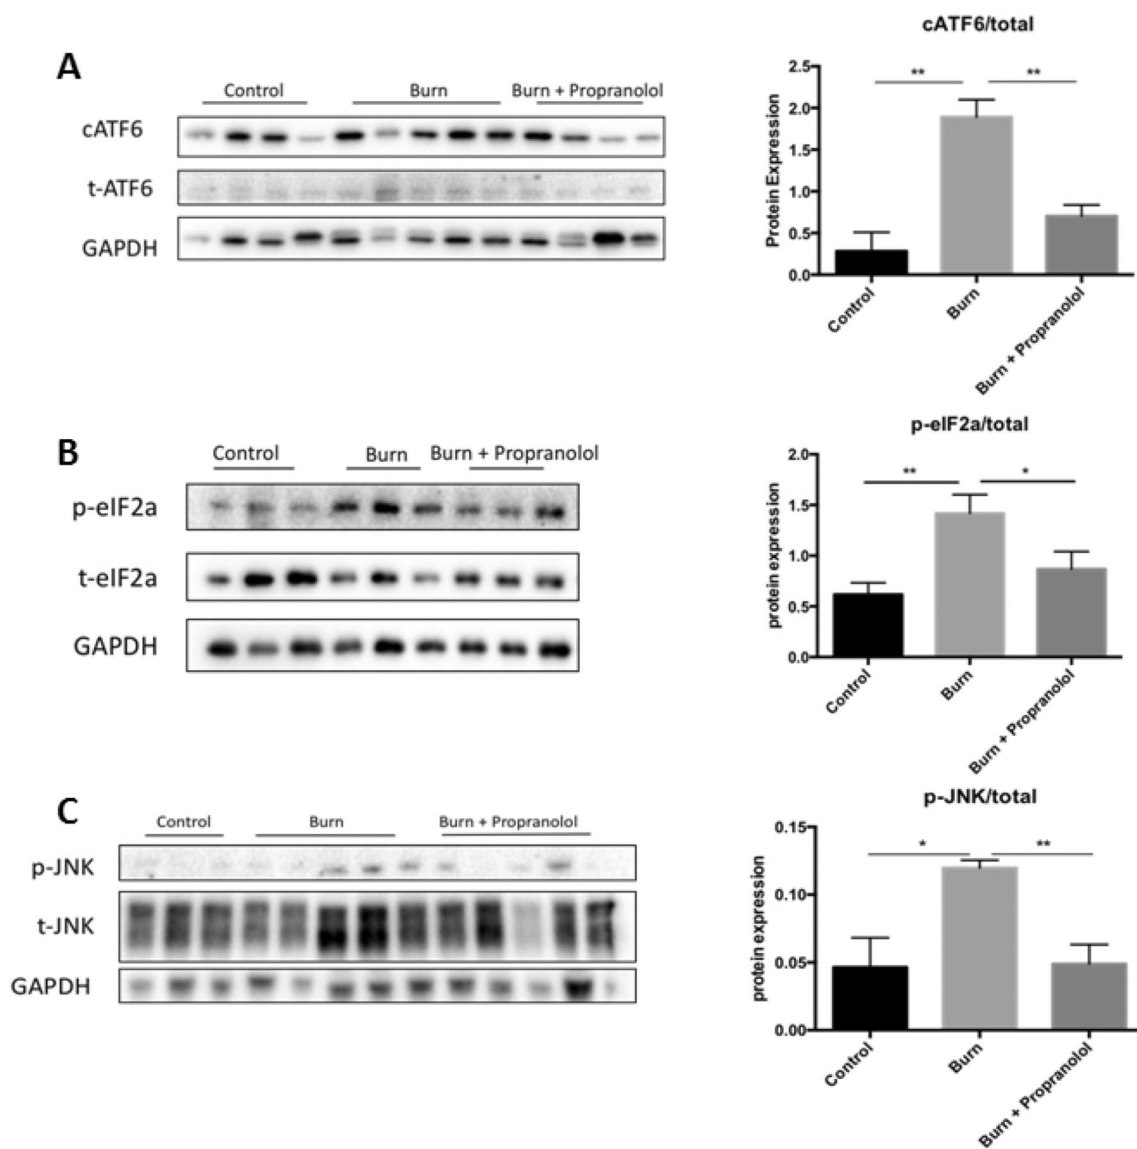 A
Control
Burn
Burn + Propranolol
cATF6
t-ATF6
GAPDH
cATF6/total
Protein Expression
2.5
2.0
1.5
1.0
0.5
0.0
**
**
Control
Burn
Burn + Propranolol
B
Control
Burn
Burn + Propranolol
p-eIF2a
t-eIF2a
GAPDH
p-eIF2a/total
protein expression
2.0
1.5
1.0
0.5
0.0
**
*
Control
Burn
Burn + Propranolol
C
Control
Burn
Burn + Propranolol
p-JNK
t-JNK
GAPDH
p-JNK/total
protein expression
0.15
0.10
0.05
0.00
*
**
Control
Burn
Burn + Propranolol